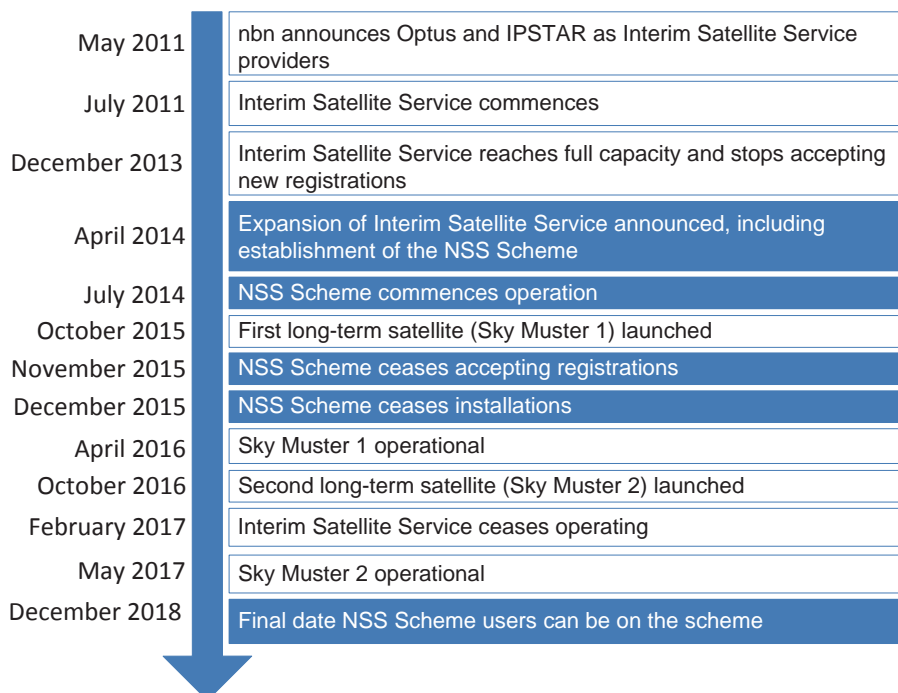 May 2011
nbn announces Optus and IPSTAR as Interim Satellite Service
providers
July 2011
Interim Satellite Service commences
December 2013
Interim Satellite Service reaches full capacity and stops accepting
new registrations
April 2014
Expansion of Interim Satellite Service announced, including
establishment of the NSS Scheme
July 2014
NSS Scheme commences operation
October 2015
First long-term satellite (Sky Muster 1) launched
November 2015
NSS Scheme ceases accepting registrations
December 2015
NSS Scheme ceases installations
April 2016
Sky Muster 1 operational
October 2016
Second long-term satellite (Sky Muster 2) launched
February 2017
Interim Satellite Service ceases operating
May 2017
Sky Muster 2 operational
December 2018
Final date NSS Scheme users can be on the scheme